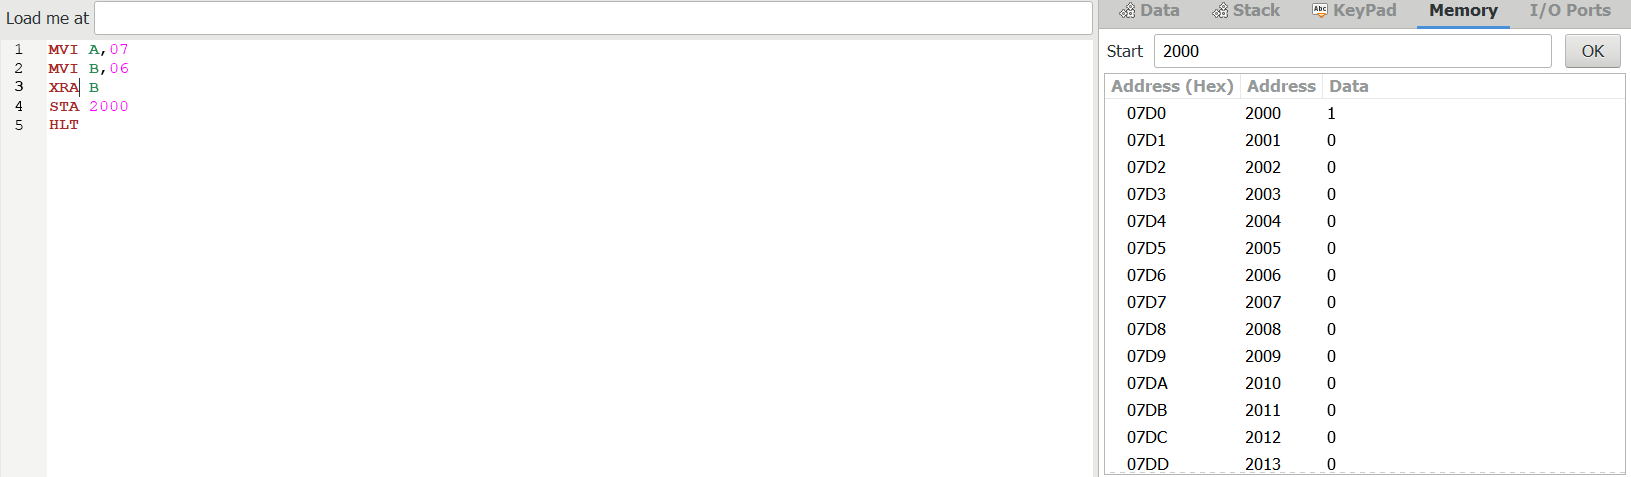 Load me at
1 MVI A,07
2 MVI B,06
3 XRA B
4 STA 2000
5 HLT
Data Stack Abc KeyPad Memory I/O Ports
Start 2000 OK
Address (Hex) Address Data
07D0 2000 1
07D1 2001 0
07D2 2002 0
07D3 2003 0
07D4 2004 0
07D5 2005 0
07D6 2006 0
07D7 2007 0
07D8 2008 0
07D9 2009 0
07DA 2010 0
07DB 2011 0
07DC 2012 0
07DD 2013 0